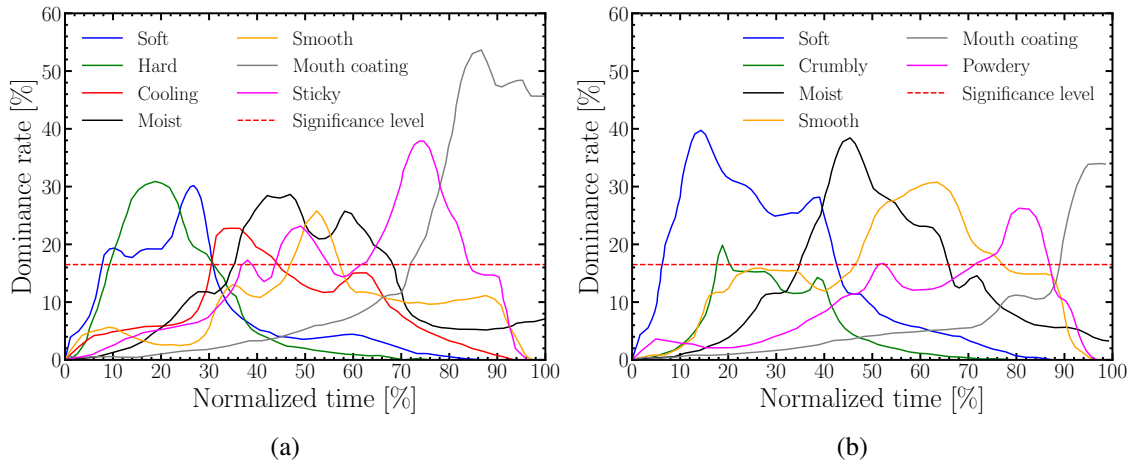 60
50
40
30
20
10
0
Dominance rate [%]
Soft
Hard
Cooling
Moist
Smooth
Mouth coating
Sticky
Significance level
0 10 20 30 40 50 60 70 80 90 100
Normalized time [%]
(a)
60
50
40
30
20
10
0
Dominance rate [%]
Soft
Crumbly
Moist
Smooth
Mouth coating
Powdery
Significance level
0 10 20 30 40 50 60 70 80 90 100
Normalized time [%]
(b)